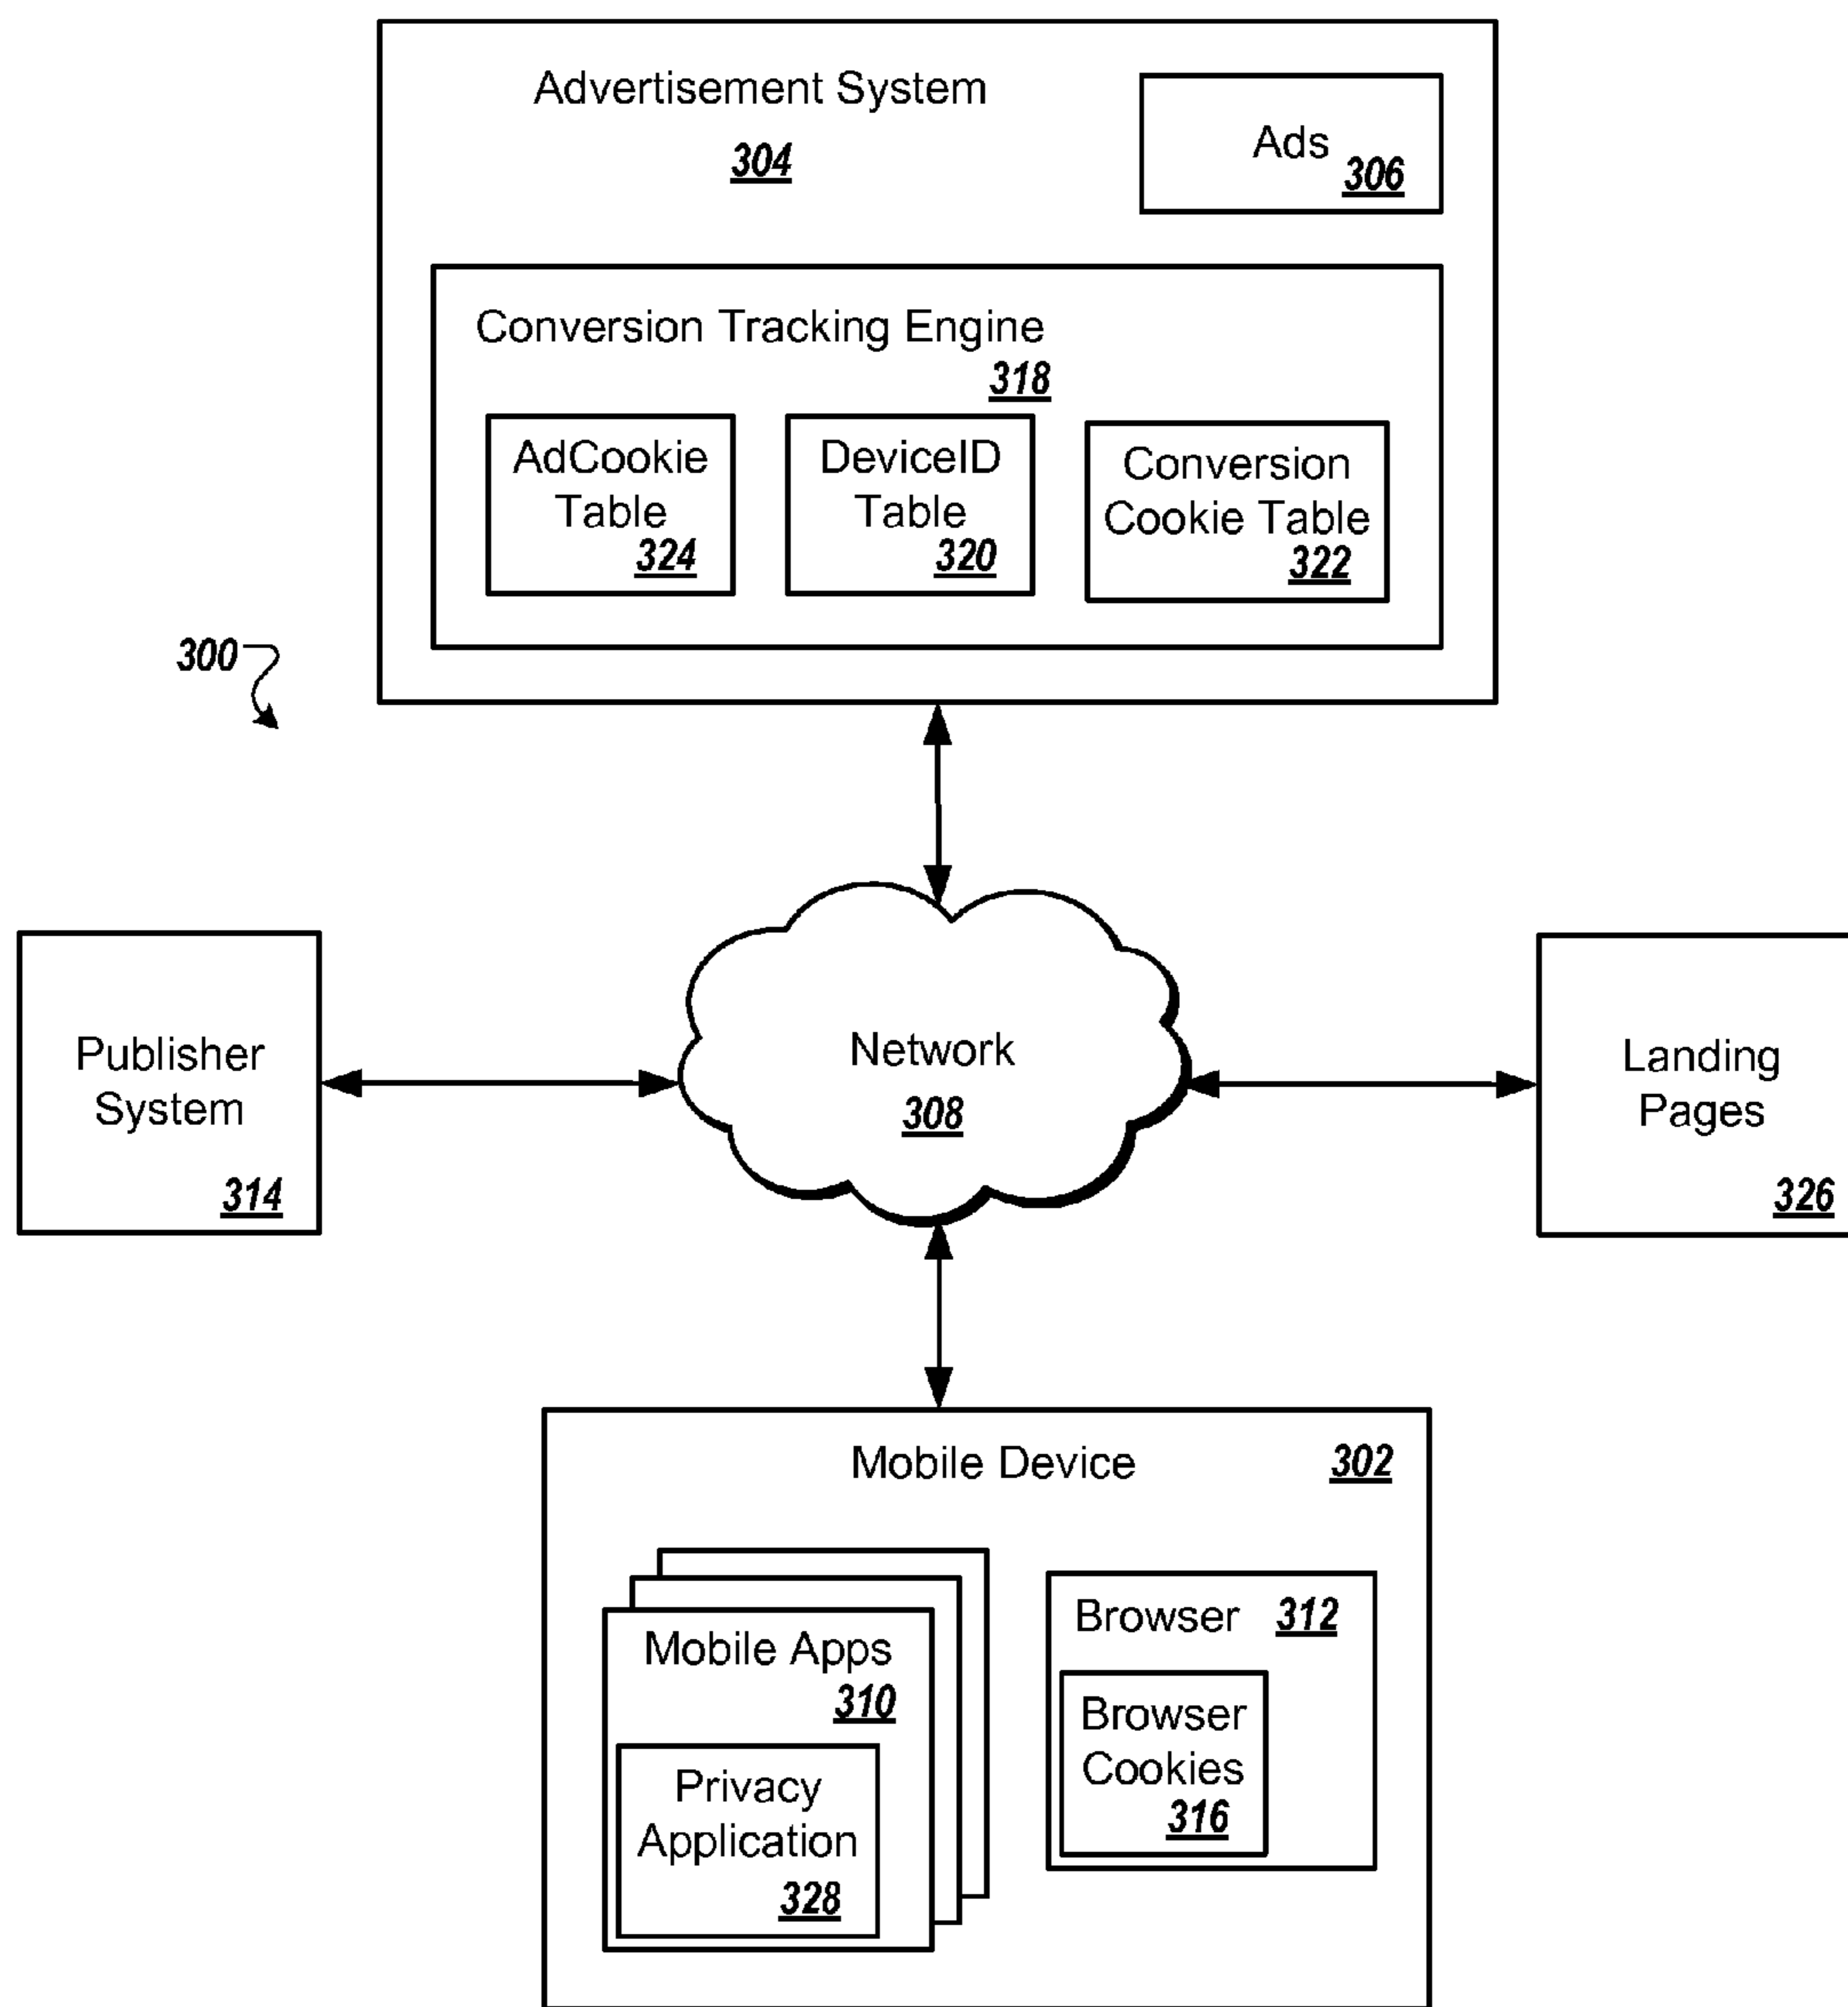 Advertisement System
304
Ads
306
Conversion Tracking Engine
318
AdCookie
Table
324
DeviceID
Table
320
Conversion
Cookie Table
322
300
Publisher
System
314
Network
308
Landing
Pages
326
Mobile Device
302
Mobile Apps
310
Privacy
Application
328
Browser 312
Browser
Cookies
316